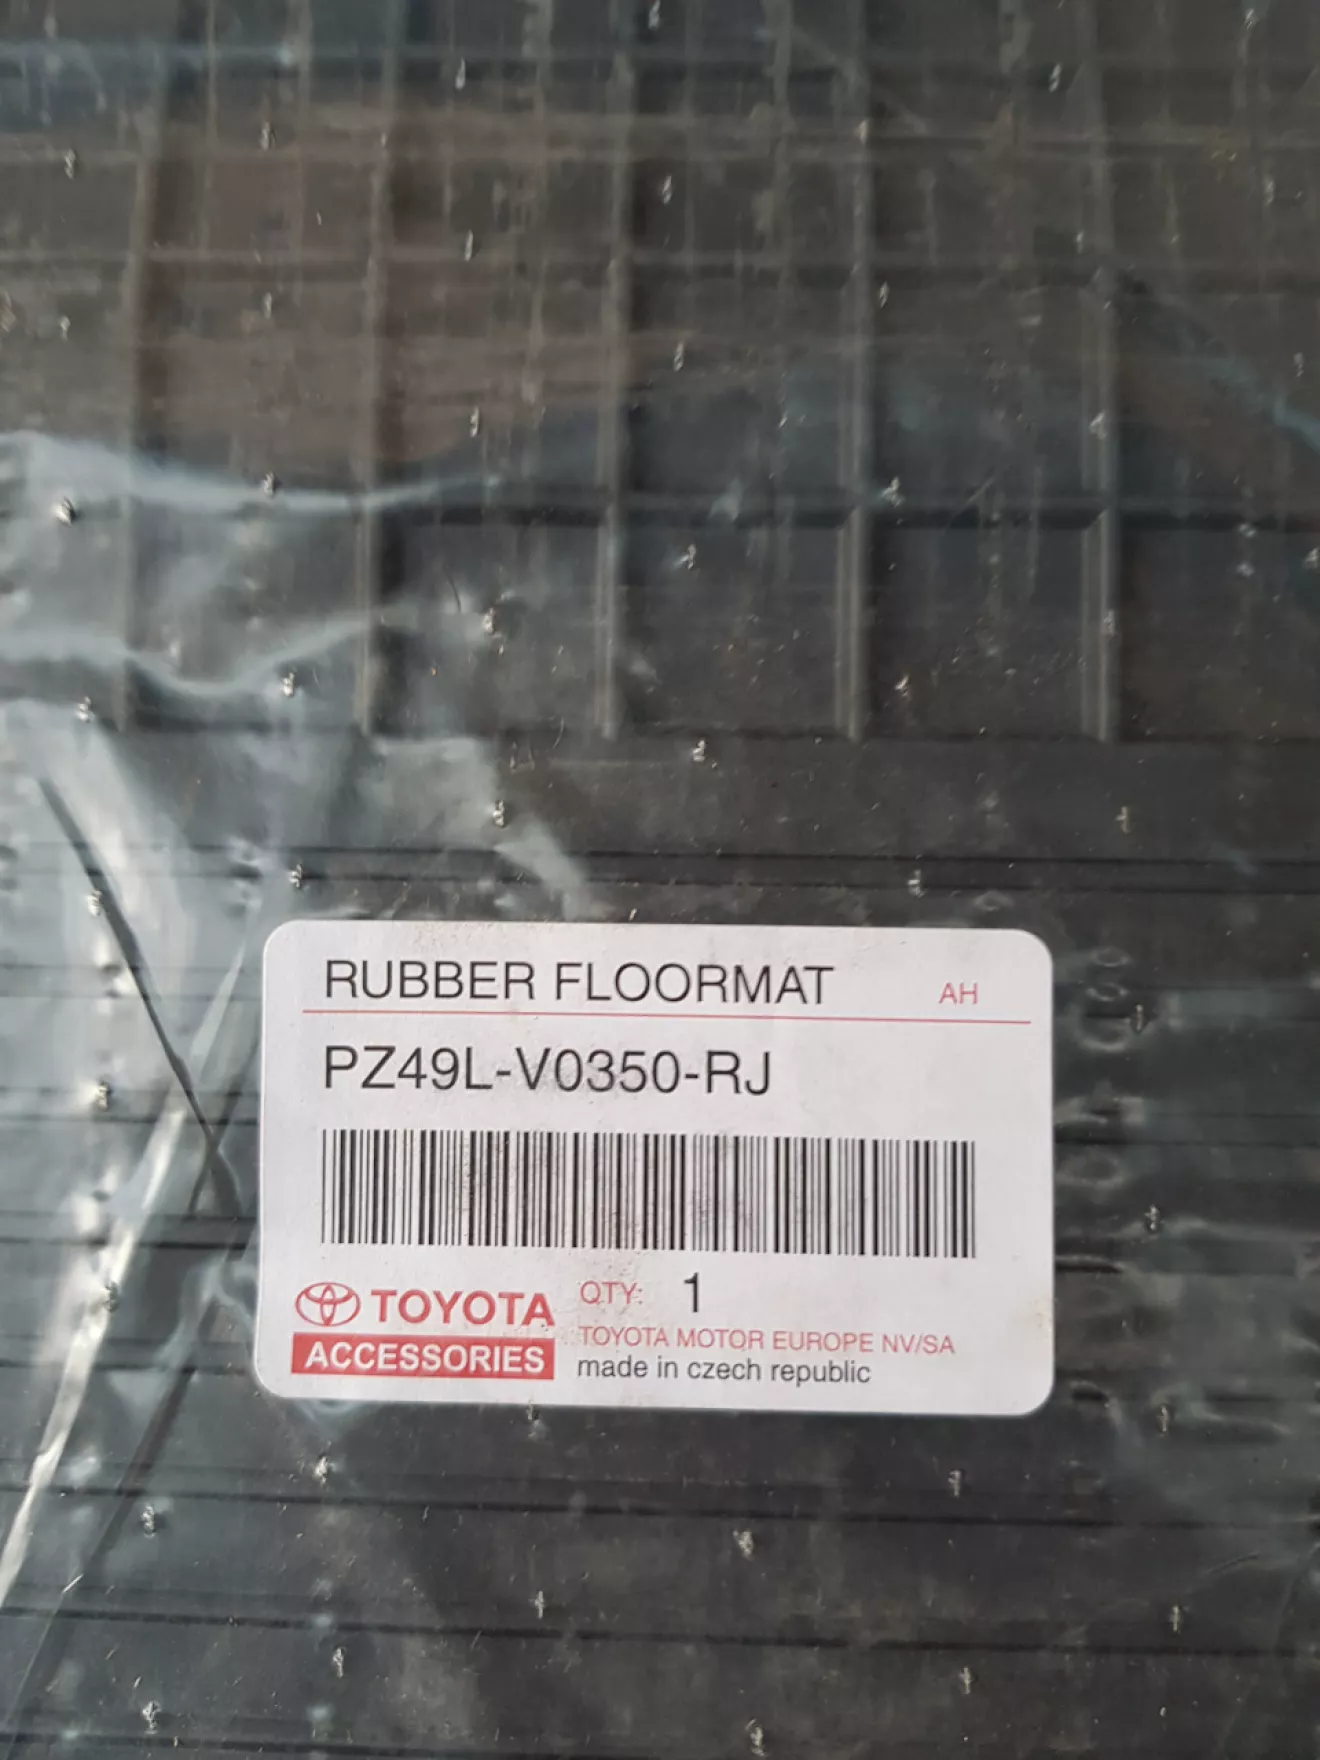 RUBBER FLOORMAT AH
PZ49L-V0350-RJ
TOYOTA
ACCESSORIES
QTY: 1
TOYOTA MOTOR EUROPE NV/SA
made in czech republic